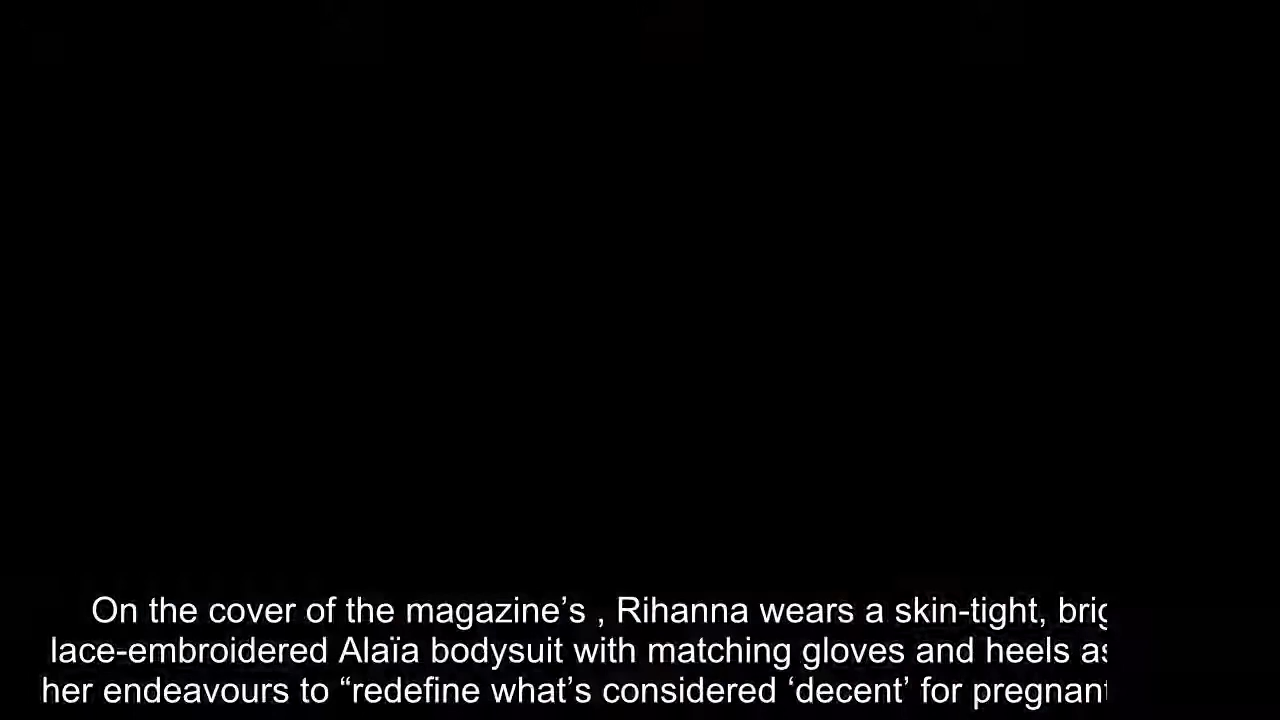 On the cover of the magazine’s , Rihanna wears a skin-tight,
lace-embroidered Alaïa bodysuit with matching gloves and heels
her endeavours to “redefine what’s considered ‘decent’ for pregnant